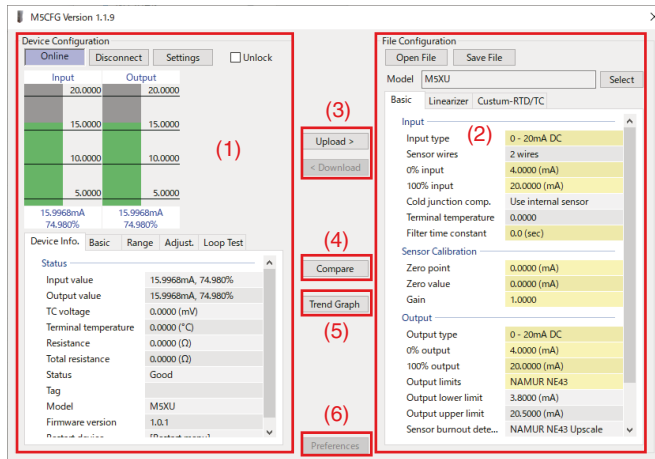 M5CFG Version 1.1.9
Device Configuration
Online Disconnect Settings Unlock
Input Output
20.0000 20.0000
15.0000 15.0000
10.0000 10.0000
5.0000 5.0000
15.9968mA 15.9968mA
74.980% 74.980%
(1)
Device Info. Basic Range Adjust. Loop Test
Status
Input value 15.9968mA, 74.980%
Output value 15.9968mA, 74.980%
TC voltage 0.0000 (mV)
Terminal temperature 0.0000 (°C)
Resistance 0.0000 (Ω)
Total resistance 0.0000 (Ω)
Status Good
Tag
Model M5XU
Firmware version 1.0.1
Restart device [Restart menu]
(3)
Upload >
< Download
(4)
Compare
Trend Graph
(5)
(6)
Preferences
File Configuration
Open File Save File
Model M5XU Select
Basic Linearizer Custum-RTD/TC
(2)
Input
Input type 0 - 20mA DC
Sensor wires 2 wires
0% input 4.0000 (mA)
100% input 20.0000 (mA)
Cold junction comp. Use internal sensor
Terminal temperature 0.0000
Filter time constant 0.0 (sec)
Sensor Calibration
Zero point 0.0000 (mA)
Zero value 0.0000 (mA)
Gain 1.0000
Output
Output type 0 - 20mA DC
0% output 4.0000 (mA)
100% output 20.0000 (mA)
Output limits NAMUR NE43
Output lower limit 3.8000 (mA)
Output upper limit 20.5000 (mA)
Sensor burnout dete... NAMUR NE43 Upscale